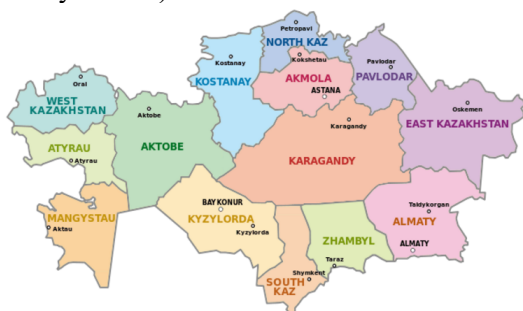 Petropavl
NORTH KAZ
Kostanay
Kokshetau
Pavlodar
KOSTANAY
AKMOLA
PAVLODAR
ASTANA
Oral
WEST
KAZAKHSTAN
Aktobe
Oskemen
Karagandy
EAST KAZAKHSTAN
ATYRAU
Atyrau
AKTOBE
KARAGANDY
Taldykorgan
BAYKONUR
MANGYSTAU
KYZYLORDA
ALMATY
Aktau
Kyzylorda
ZHAMBYL
ALMATY
Taraz
Shymkent
SOUTH
KAZ